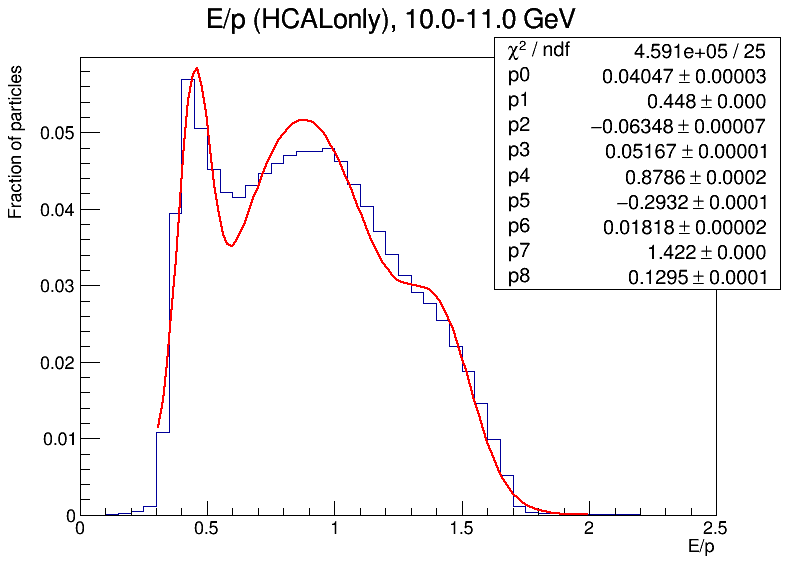 E/p (HCALonly), 10.0-11.0 GeV
χ² / ndf 4.591e+05 / 25
p0 0.04047 ± 0.00003
p1 0.448 ± 0.000
p2 −0.06348 ± 0.00007
p3 0.05167 ± 0.00001
p4 0.8786 ± 0.0002
p5 −0.2932 ± 0.0001
p6 0.01818 ± 0.00002
p7 1.422 ± 0.000
p8 0.1295 ± 0.0001
Fraction of particles
0.05
0.04
0.03
0.02
0.01
0
0 0.5 1 1.5 2 2.5
E/p